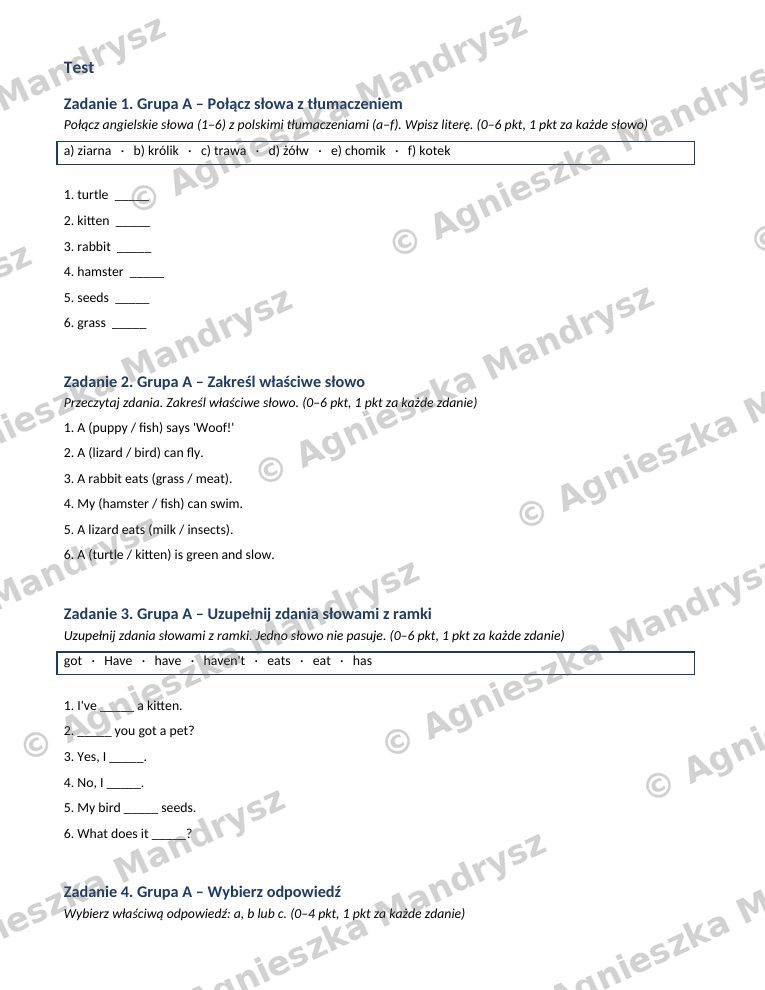 Test
Zadanie 1. Grupa A – Połącz słowa z tłumaczeniem
Połącz angielskie słowa (1–6) z polskimi tłumaczeniami (a–f). Wpisz literę. (0–6 pkt, 1 pkt za każde słowo)
a) ziarna · b) królik · c) trawa · d) żółw · e) chomik · f) kotek
1. turtle _____
2. kitten _____
3. rabbit _____
4. hamster _____
5. seeds _____
6. grass _____
Zadanie 2. Grupa A – Zakreśl właściwe słowo
Przeczytaj zdania. Zakreśl właściwe słowo. (0–6 pkt, 1 pkt za każde zdanie)
1. A (puppy / fish) says 'Woof!'
2. A (lizard / bird) can fly.
3. A rabbit eats (grass / meat).
4. My (hamster / fish) can swim.
5. A lizard eats (milk / insects).
6. A (turtle / kitten) is green and slow.
Zadanie 3. Grupa A – Uzupełnij zdania słowami z ramki
Uzupełnij zdania słowami z ramki. Jedno słowo nie pasuje. (0–6 pkt, 1 pkt za każde zdanie)
got · Have · have · haven't · eats · eat · has
1. I've _____ a kitten.
2. _____ you got a pet?
3. Yes, I _____.
4. No, I _____.
5. My bird _____ seeds.
6. What does it _____?
Zadanie 4. Grupa A – Wybierz odpowiedź
Wybierz właściwą odpowiedź: a, b lub c. (0–4 pkt, 1 pkt za każde zdanie)
© Agnieszka Mandrysz